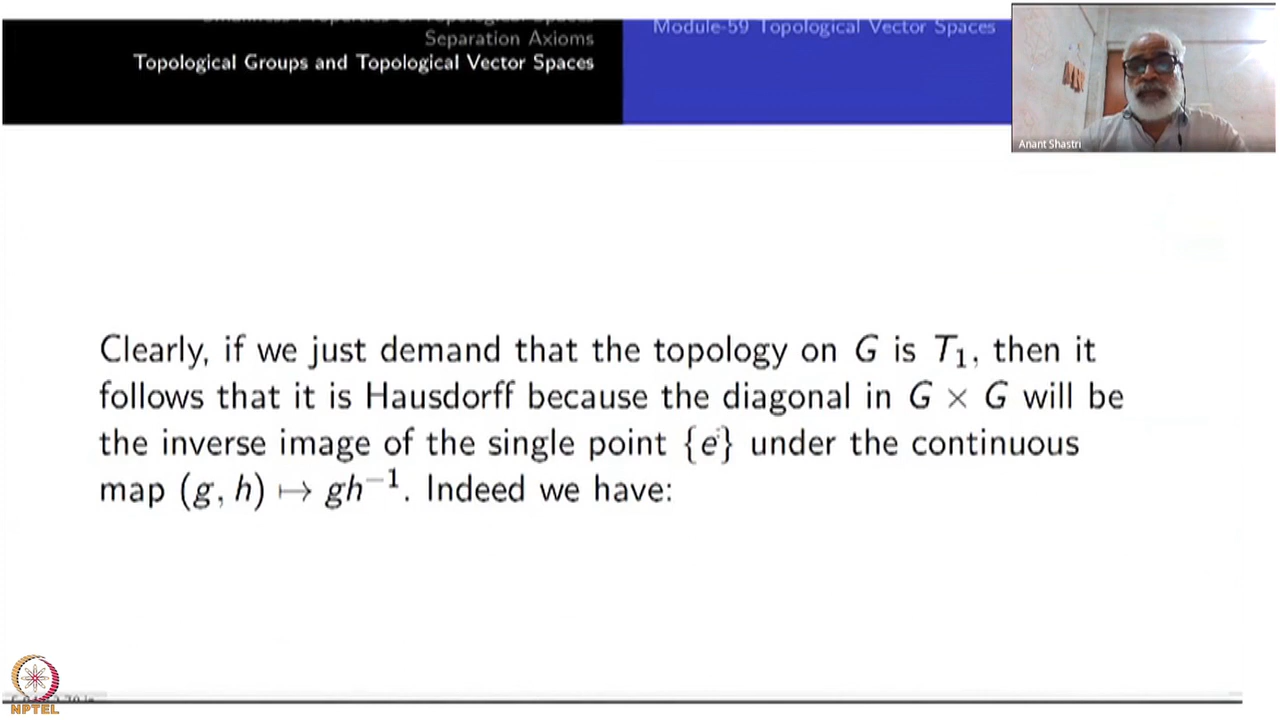 Separation Axioms
Topological Groups and Topological Vector Spaces
Module-59 Topological Vector Spaces
Anant Shastri
Clearly, if we just demand that the topology on G is T₁, then it
follows that it is Hausdorff because the diagonal in G × G will be
the inverse image of the single point {e} under the continuous
map (g, h) ↦ gh⁻¹. Indeed we have:
NPTEL